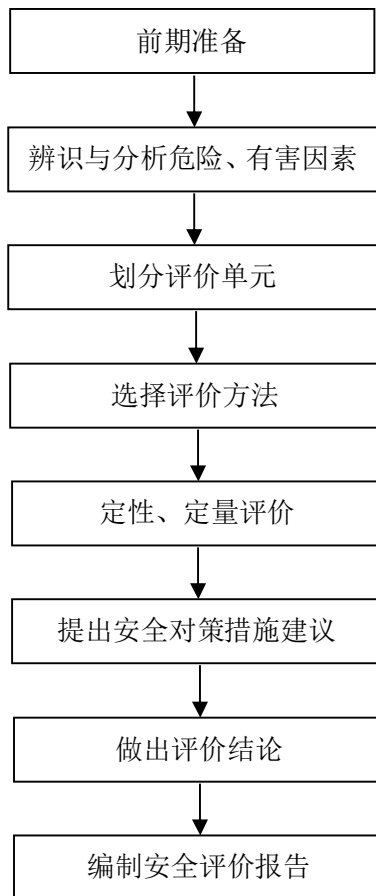 前期准备
辨识与分析危险、有害因素
划分评价单元
选择评价方法
定性、定量评价
提出安全对策措施建议
做出评价结论
编制安全评价报告